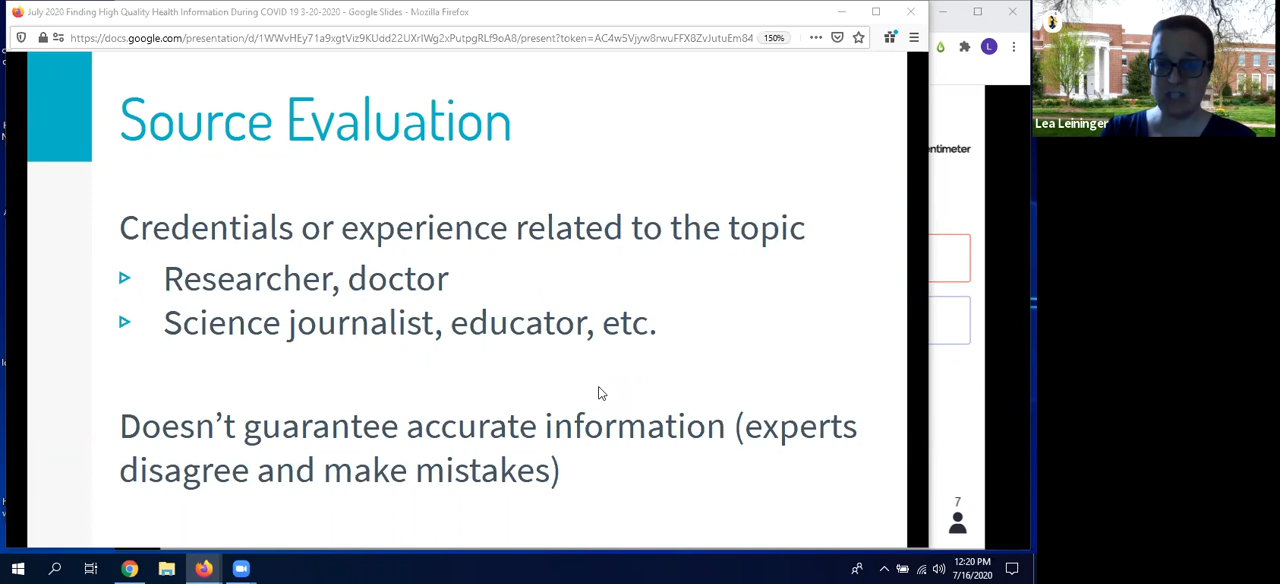 July 2020 Finding High Quality Health Information During COVID 19 3-20-2020 - Google Slides - Mozilla Firefox
https://docs.google.com/presentation/d/1WWvHEy71a9xgtViz9KUdd22UXrIWg2xPutpgRLf9oA8/present?token=AC4w5Vjyw8rwuFFX8ZvJutuEm84
150%
L
Lea Leininger
Source Evaluation
entimeter
Credentials or experience related to the topic
Researcher, doctor
Science journalist, educator, etc.
Doesn't guarantee accurate information (experts
disagree and make mistakes)
7
12:20 PM
7/16/2020